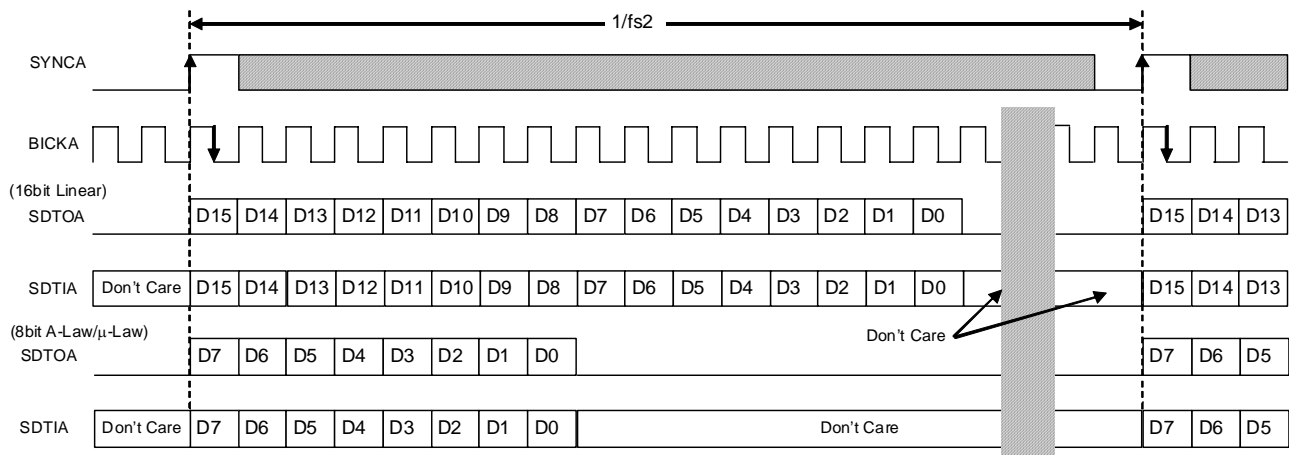 1/fs2
SYNCA
BICKA
(16bit Linear)
SDTOA D15 D14 D13 D12 D11 D10 D9 D8 D7 D6 D5 D4 D3 D2 D1 D0 D15 D14 D13
SDTIA Don't Care D15 D14 D13 D12 D11 D10 D9 D8 D7 D6 D5 D4 D3 D2 D1 D0 D15 D14 D13
Don't Care
(8bit A-Law/μ-Law)
SDTOA D7 D6 D5 D4 D3 D2 D1 D0 D7 D6 D5
SDTIA Don't Care D7 D6 D5 D4 D3 D2 D1 D0 Don't Care D7 D6 D5